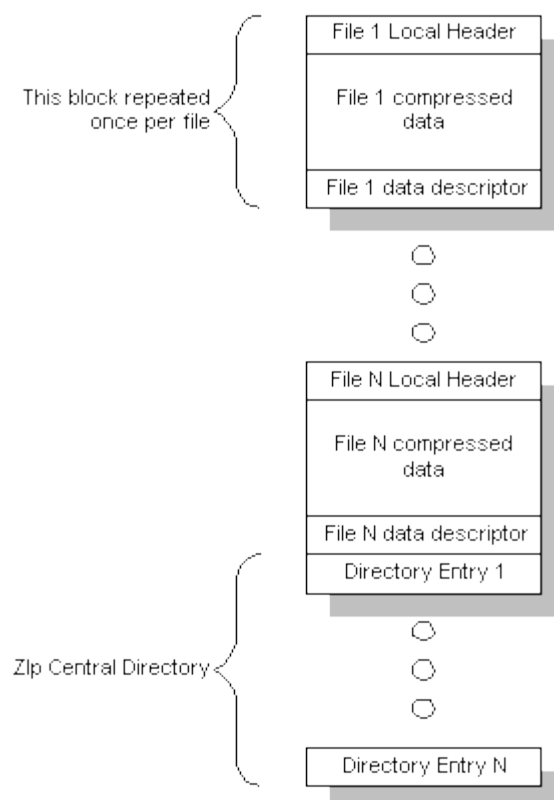 File 1 Local Header
This block repeated
once per file
File 1 compressed
data
File 1 data descriptor
File N Local Header
File N compressed
data
File N data descriptor
Directory Entry 1
ZIp Central Directory
Directory Entry N